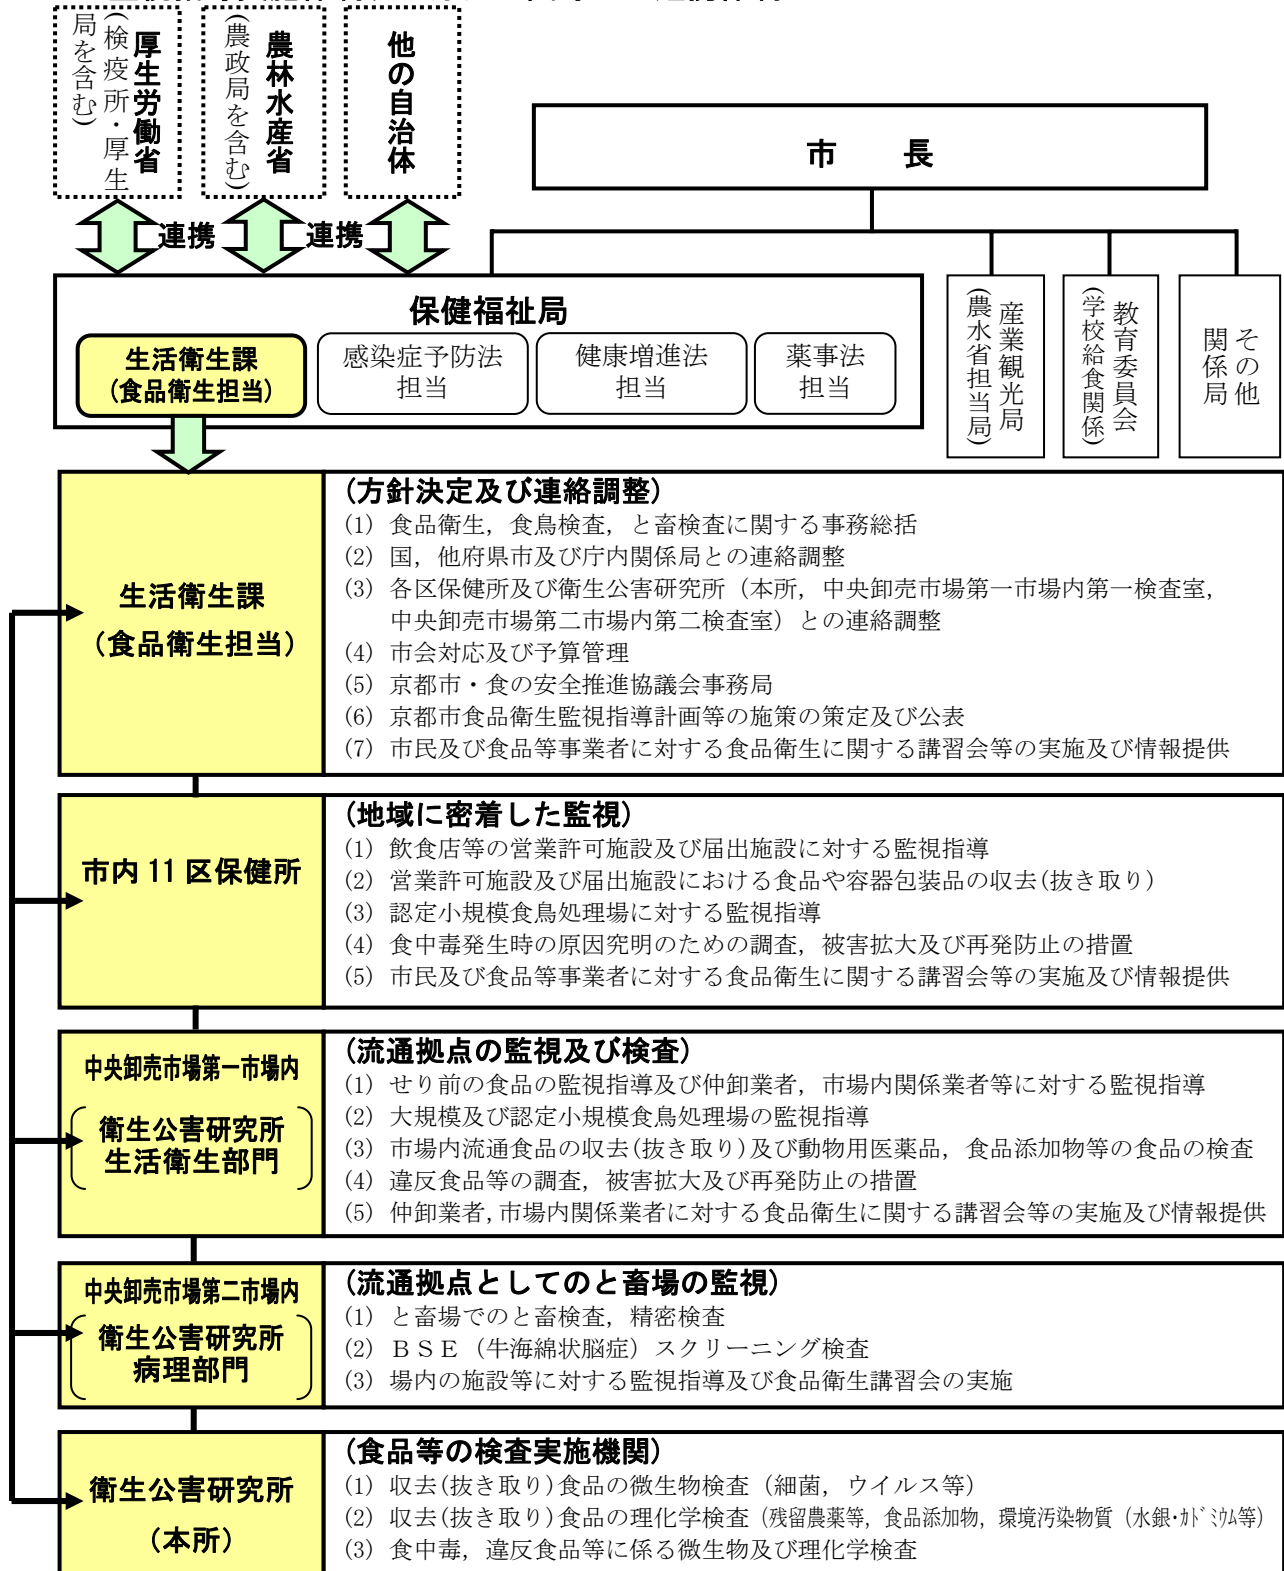 厚生労働省
(検疫所・厚生
局を含む)
農林水産省
(農政局を含む)
他の自治体
市　　長
連携
連携
保健福祉局
生活衛生課
(食品衛生担当)
感染症予防法
担当
健康増進法
担当
薬事法
担当
産業観光局
(農水省担当局)
教育委員会
(学校給食関係)
その他
関係局
生活衛生課
(食品衛生担当)
(方針決定及び連絡調整)
(1) 食品衛生，食鳥検査，と畜検査に関する事務総括
(2) 国，他府県市及び庁内関係局との連絡調整
(3) 各区保健所及び衛生公害研究所（本所，中央卸売市場第一市場内第一検査室，
中央卸売市場第二市場内第二検査室）との連絡調整
(4) 市会対応及び予算管理
(5) 京都市・食の安全推進協議会事務局
(6) 京都市食品衛生監視指導計画等の施策の策定及び公表
(7) 市民及び食品等事業者に対する食品衛生に関する講習会等の実施及び情報提供
市内 11 区保健所
(地域に密着した監視)
(1) 飲食店等の営業許可施設及び届出施設に対する監視指導
(2) 営業許可施設及び届出施設における食品や容器包装品の収去(抜き取り)
(3) 認定小規模食鳥処理場に対する監視指導
(4) 食中毒発生時の原因究明のための調査，被害拡大及び再発防止の措置
(5) 市民及び食品等事業者に対する食品衛生に関する講習会等の実施及び情報提供
中央卸売市場第一市場内
衛生公害研究所
生活衛生部門
(流通拠点の監視及び検査)
(1) せり前の食品の監視指導及び仲卸業者，市場内関係業者等に対する監視指導
(2) 大規模及び認定小規模食鳥処理場の監視指導
(3) 市場内流通食品の収去(抜き取り)及び動物用医薬品，食品添加物等の食品の検査
(4) 違反食品等の調査，被害拡大及び再発防止の措置
(5) 仲卸業者,市場内関係業者に対する食品衛生に関する講習会等の実施及び情報提供
中央卸売市場第二市場内
衛生公害研究所
病理部門
(流通拠点としてのと畜場の監視)
(1) と畜場でのと畜検査，精密検査
(2) ＢＳＥ（牛海綿状脳症）スクリーニング検査
(3) 場内の施設等に対する監視指導及び食品衛生講習会の実施
衛生公害研究所
(本所)
(食品等の検査実施機関)
(1) 収去(抜き取り)食品の微生物検査（細菌，ウイルス等）
(2) 収去(抜き取り)食品の理化学検査（残留農薬等，食品添加物，環境汚染物質（水銀･ｶﾄﾞﾐｳﾑ等）
(3) 食中毒，違反食品等に係る微生物及び理化学検査